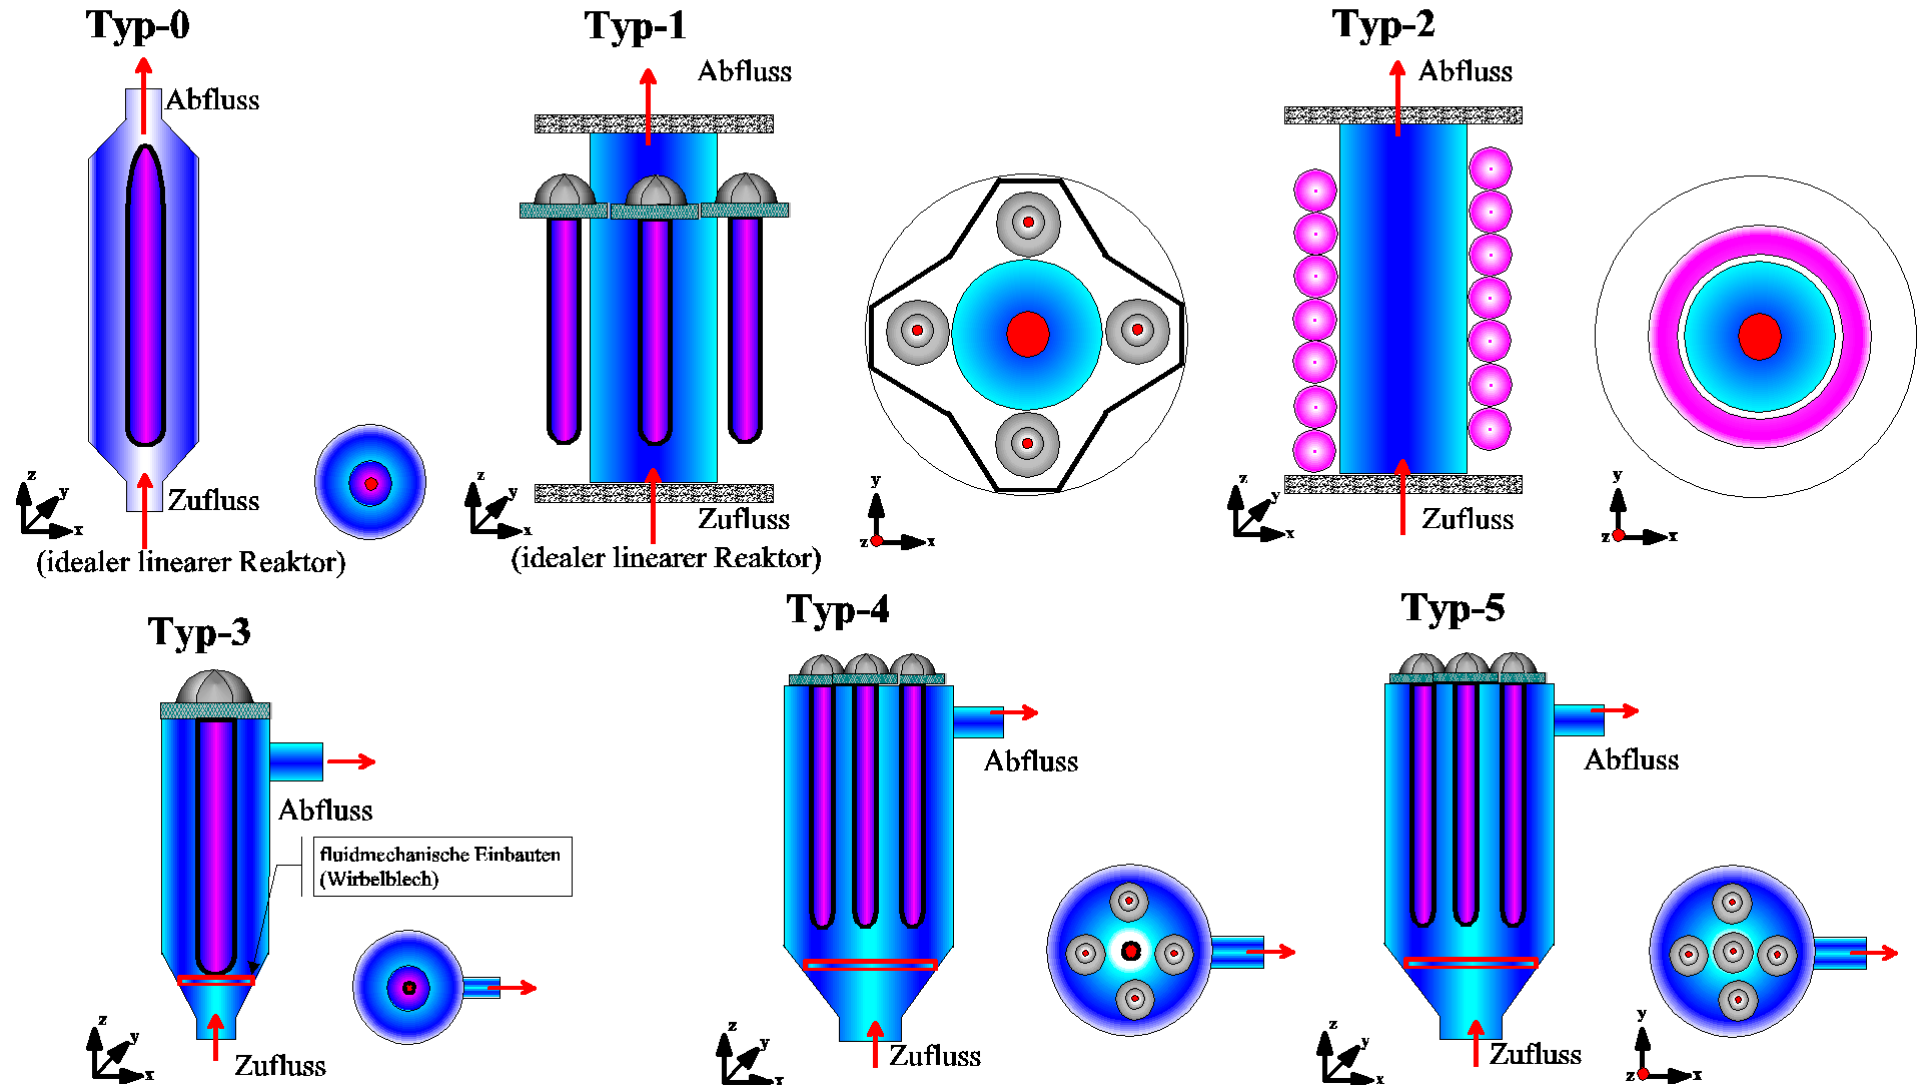 Typ-0
Abfluss
z
y
x
Zufluss
(idealer linearer Reaktor)
Typ-1
Abfluss
z
y
x
Zufluss
(idealer linearer Reaktor)
y
z
x
Typ-2
Abfluss
z
y
x
Zufluss
y
z
x
Typ-3
Abfluss
fluidmechanische Einbauten
(Wirbelblech)
z
y
x
Zufluss
Typ-4
Abfluss
z
y
x
Zufluss
Typ-5
Abfluss
z
y
x
Zufluss
y
z
x